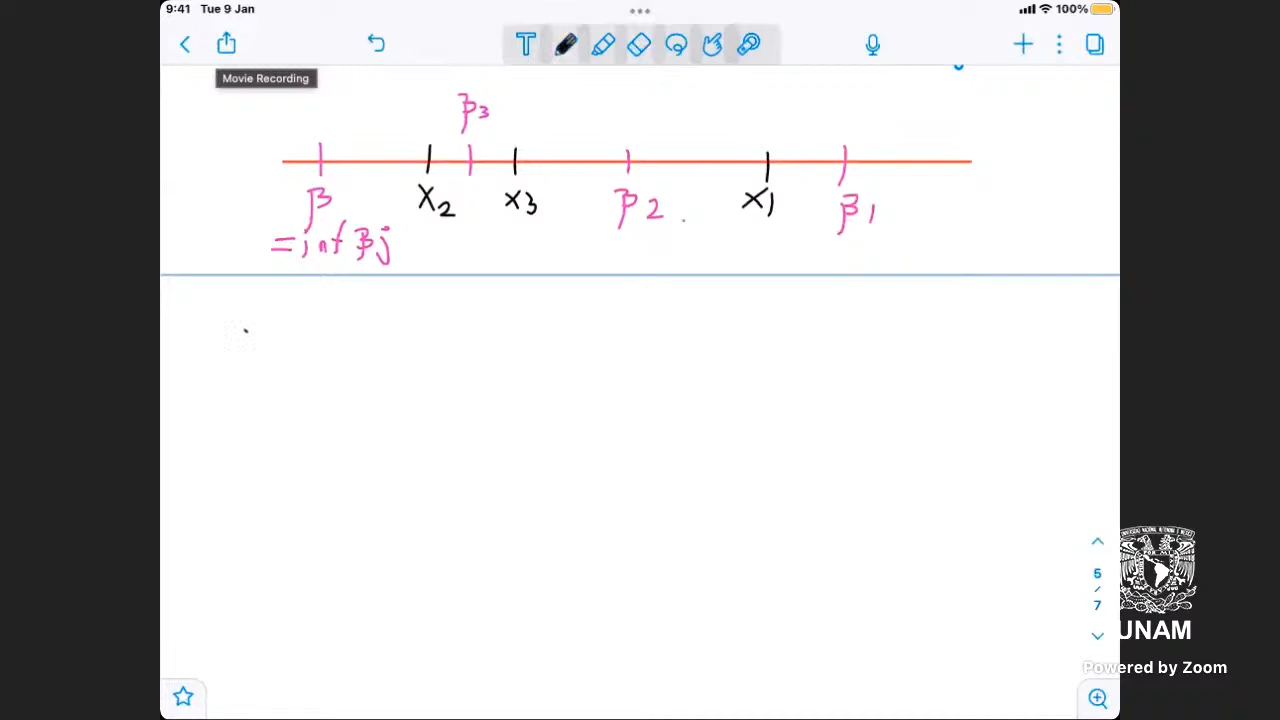 9:41 Tue 9 Jan 100%
T
Movie Recording
β3
β x2 x3 β2 x1 β1
= inf βj
5
/
7
UNAM
Powered by Zoom